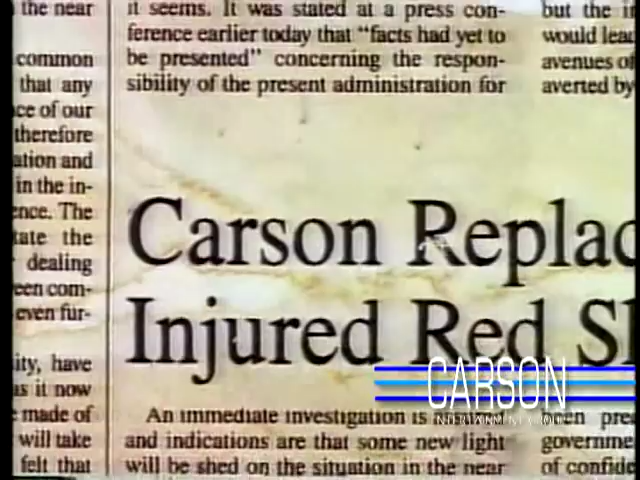 the near
common
that any
ce of our
therefore
ation and
in the in-
ence. The
tate the
dealing
een com-
even fur-
ity, have
as it now
made of
will take
felt that
it seems. It was stated at a press con-
ference earlier today that "facts had yet to
be presented" concerning the respon-
sibility of the present administration for
Carson Replac
Injured Red S
An immediate investigation is
and indications are that some new light
will be shed on the situation in the near
but the i
would lead
avenues of
averted by
pre
governme
of confide
CARSON
ENTERTAINMENT GROUP